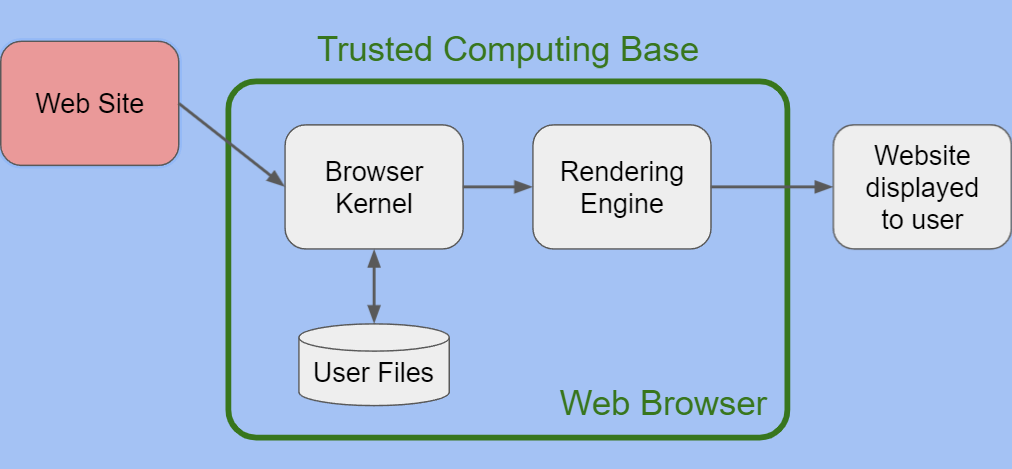 Trusted Computing Base
Web Site
Browser
Kernel
Rendering
Engine
Website
displayed
to user
User Files
Web Browser